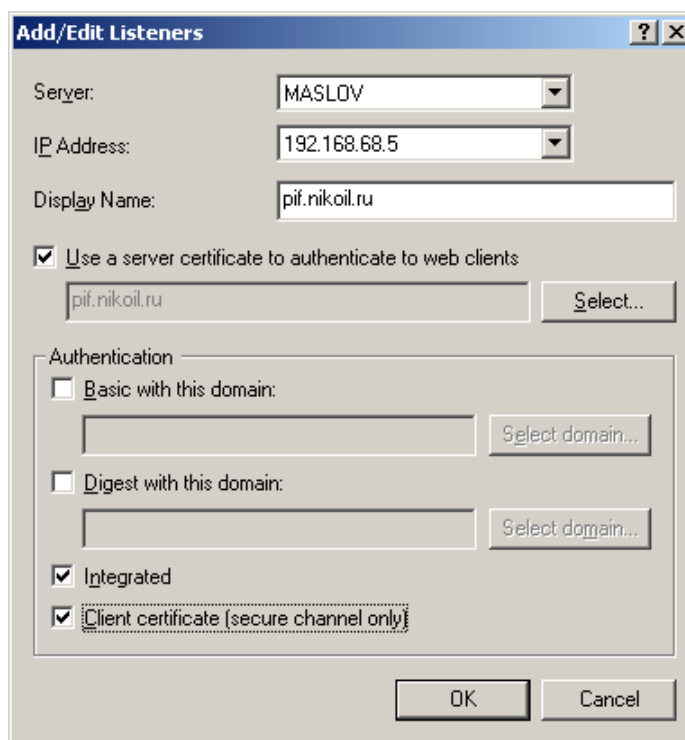 Add/Edit Listeners
Server: MASLOV
IP Address: 192.168.68.5
Display Name: pif.nikoil.ru
Use a server certificate to authenticate to web clients
pif.nikoil.ru Select...
Authentication
Basic with this domain:
Select domain...
Digest with this domain:
Select domain...
Integrated
Client certificate (secure channel only)
OK Cancel